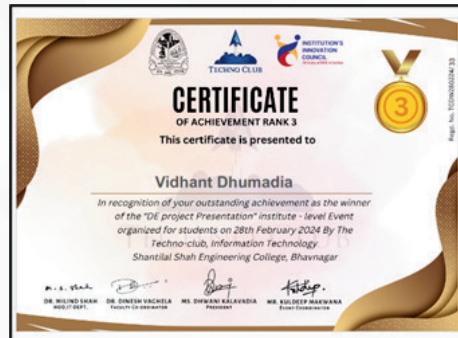 TECHNO CLUB
INSTITUTION'S
INNOVATION
COUNCIL
3
CERTIFICATE
OF ACHIEVEMENT RANK 3
This certificate is presented to
Vidhant Dhumadia
In recognition of your outstanding achievement as the winner
of the "DE project Presentation" institute - level Event
organized for students on 28th February 2024 By The
Techno-club, Information Technology
Shantilal Shah Engineering College, Bhavnagar
DR. MILIND SHAH
HOD,IT DEPT.
DR. DINESH VAGHELA
FACULTY CO-ORDINATOR
MS. DHWANI KALAVADIA
PRESIDENT
MR. KULDEEP MAKWANA
EVENT COORDINATOR